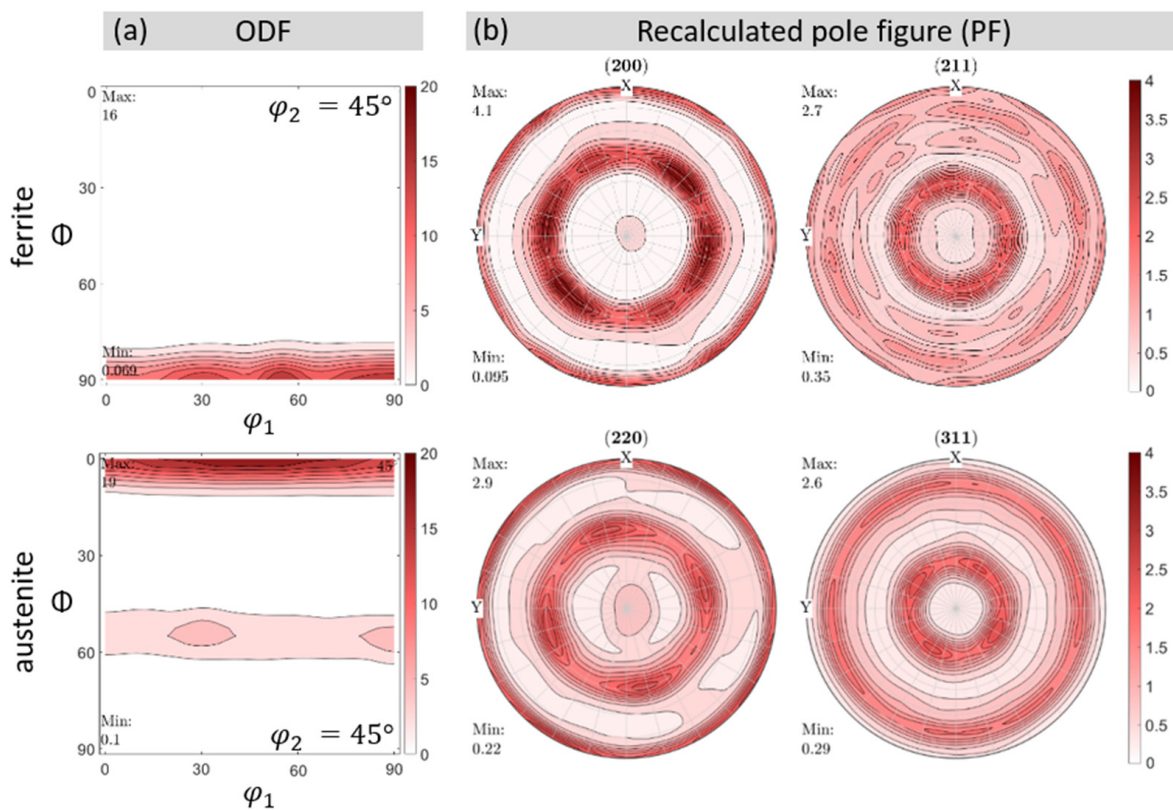 (a) ODF
(b) Recalculated pole figure (PF)
ferrite
Φ
0
30
60
90
Max:
16
φ₂ = 45°
Min:
0.069
0 30 60 90
φ₁
20
15
10
5
0
(200)
X
Y
Max:
4.1
Min:
0.095
(211)
X
Y
Max:
2.7
Min:
0.35
4
3.5
3
2.5
2
1.5
1
0.5
0
austenite
Φ
0
30
60
90
Max:
19
45°
Min:
0.1
φ₂ = 45°
0 30 60 90
φ₁
20
15
10
5
0
(220)
X
Y
Max:
2.9
Min:
0.22
(311)
X
Y
Max:
2.6
Min:
0.29
4
3.5
3
2.5
2
1.5
1
0.5
0